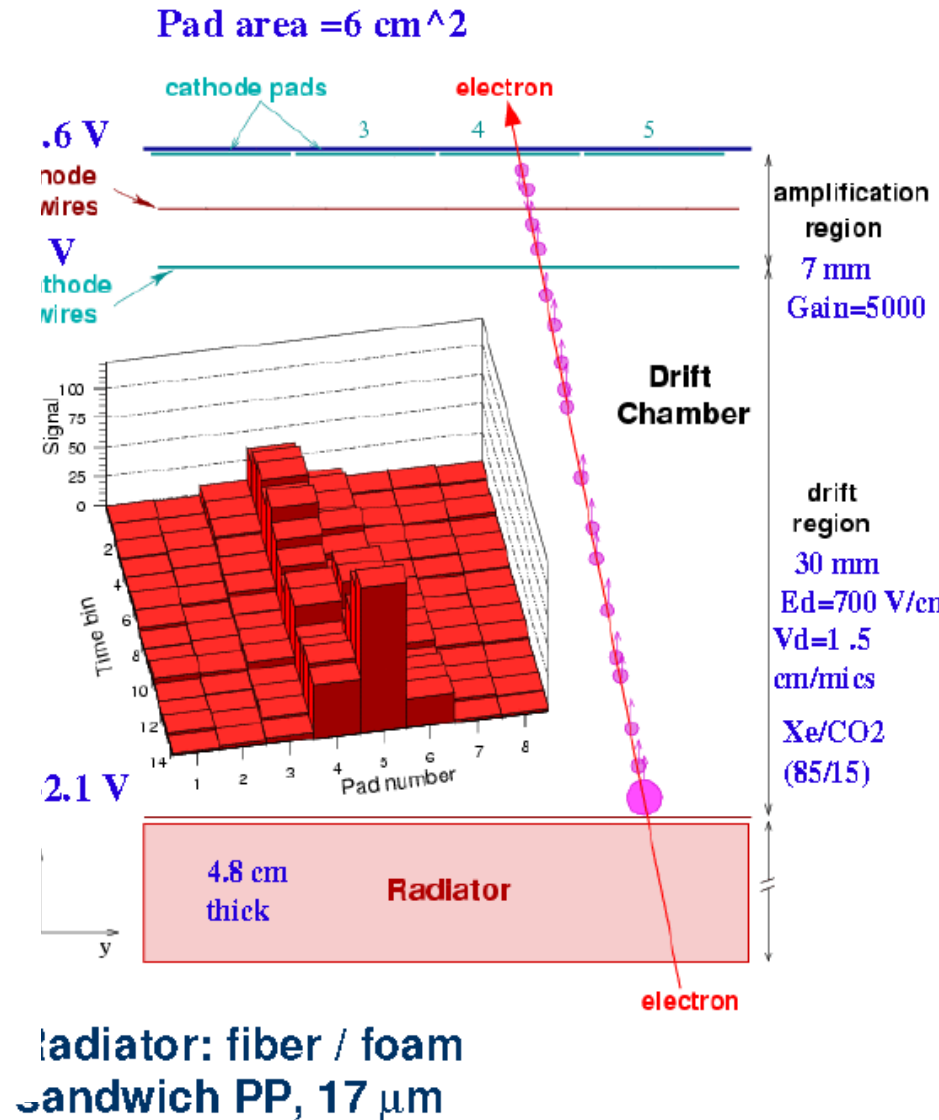 Pad area =6 cm^2
cathode pads
electron
3
4
5
.6 V
node
wires
V
thode
wires
amplification
region
7 mm
Gain=5000
Drift
Chamber
drift
region
30 mm
Ed=700 V/cm
Vd=1 .5
cm/mics
Xe/CO2
(85/15)
Signal
100
75
50
25
0
Time bin
2
4
6
8
10
12
14
1
2
3
4
5
6
7
8
Pad number
2.1 V
4.8 cm
thick
Radiator
y
electron
adiator: fiber / foam
sandwich PP, 17 μm